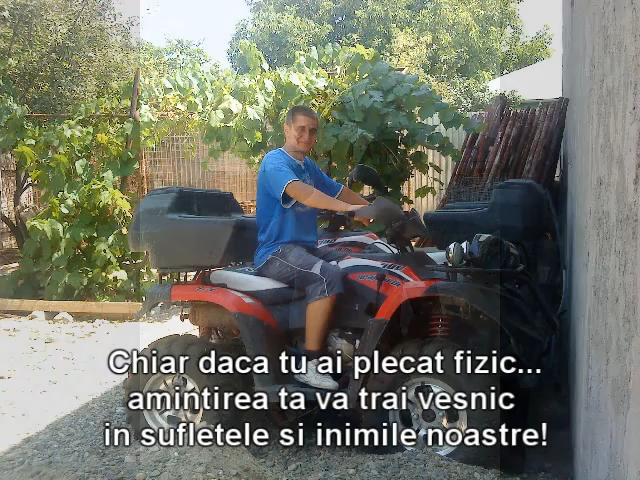 Chiar daca tu ai plecat fizic...
amintirea ta va trai vesnic
in sufletele si inimile noastre!